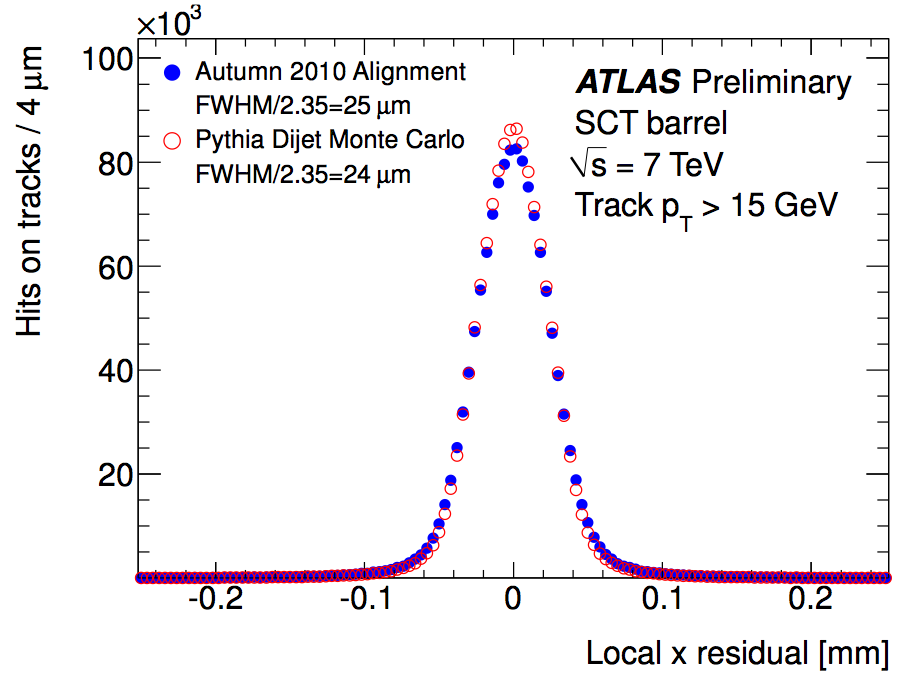 ×10³
Hits on tracks / 4 μm
100
80
60
40
20
Autumn 2010 Alignment
FWHM/2.35=25 μm
Pythia Dijet Monte Carlo
FWHM/2.35=24 μm
ATLAS Preliminary
SCT barrel
√s = 7 TeV
Track p_T > 15 GeV
-0.2 -0.1 0 0.1 0.2
Local x residual [mm]